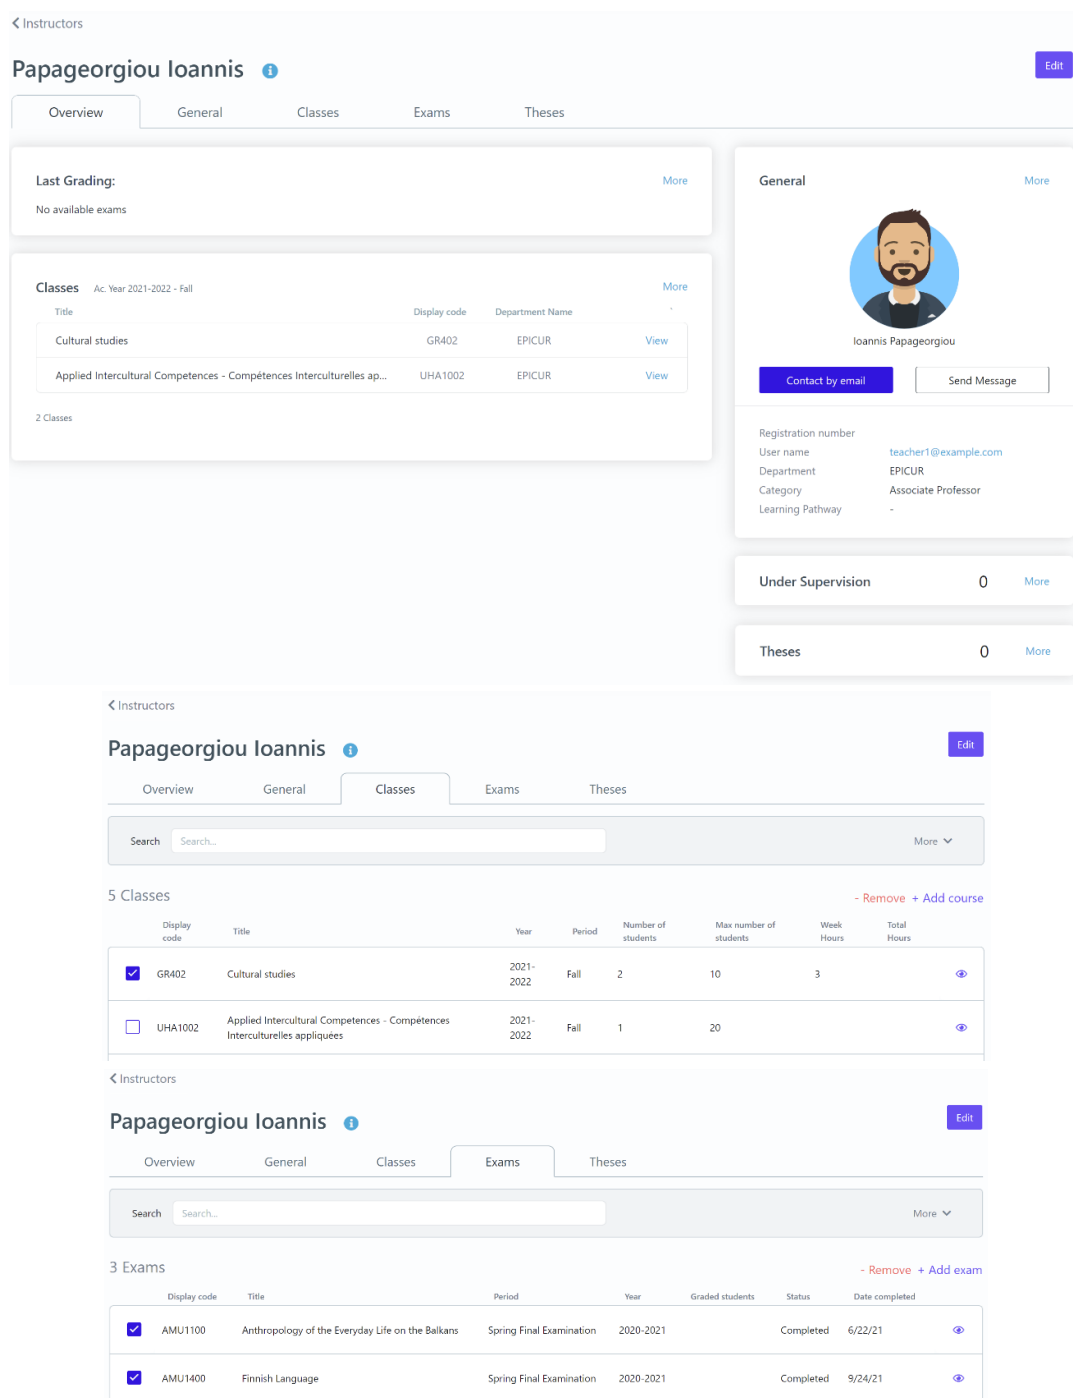 Instructors
Papageorgiou Ioannis
Edit
Overview General Classes Exams Theses
Last Grading: More
No available exams
Classes Ac. Year 2021-2022 - Fall More
Title Display code Department Name
Cultural studies GR402 EPICUR View
Applied Intercultural Competences - Compétences Interculturelles ap... UHA1002 EPICUR View
2 Classes
General More
Ioannis Papageorgiou
Contact by email Send Message
Registration number
User name teacher1@example.com
Department EPICUR
Category Associate Professor
Learning Pathway -
Under Supervision 0 More
Theses 0 More
Instructors
Papageorgiou Ioannis
Edit
Overview General Classes Exams Theses
Search Search... More
5 Classes - Remove + Add course
Display code Title Year Period Number of students Max number of students Week Hours Total Hours
GR402 Cultural studies 2021-2022 Fall 2 10 3
UHA1002 Applied Intercultural Competences - Compétences Interculturelles appliquées 2021-2022 Fall 1 20
Instructors
Papageorgiou Ioannis
Edit
Overview General Classes Exams Theses
Search Search... More
3 Exams - Remove + Add exam
Display code Title Period Year Graded students Status Date completed
AMU1100 Anthropology of the Everyday Life on the Balkans Spring Final Examination 2020-2021 Completed 6/22/21
AMU1400 Finnish Language Spring Final Examination 2020-2021 Completed 9/24/21